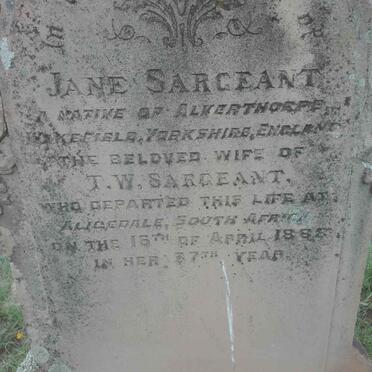 JANE SARGEANT
A NATIVE OF ALVERTHORPE
WAKEFIELD, YORKSHIRE, ENGLAND
THE BELOVED WIFE OF
T. W. SARGEANT.
WHO DEPARTED THIS LIFE AT
ALICEDALE, SOUTH AFRICA
ON THE OF APRIL
IN HER 37TH YEAR